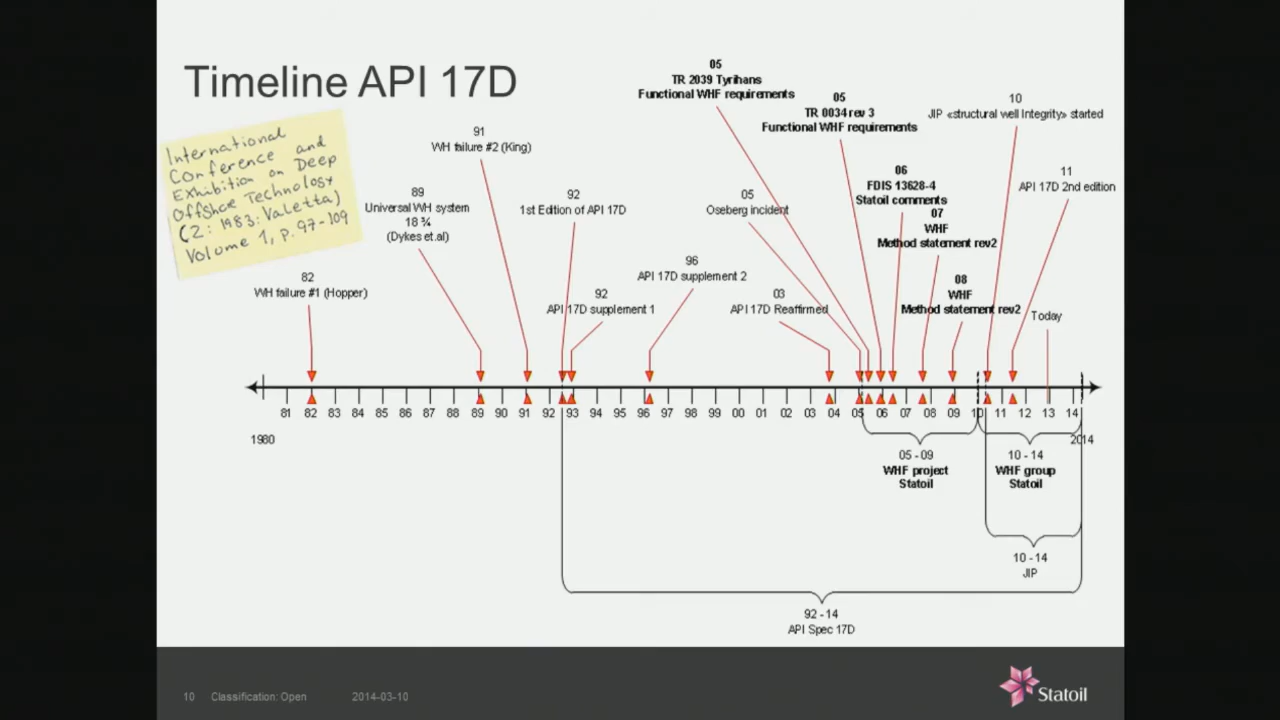 Timeline API 17D
International
Conference and
Exhibition on Deep
Offshore Technology
(2: 1983: Valetta)
Volume 1, p. 97-109
82
WH failure #1 (Hopper)
89
Universal WH system
18 ¾
(Dykes et.al)
91
WH failure #2 (King)
92
1st Edition of API 17D
92
API 17D supplement 1
96
API 17D supplement 2
05
TR 2039 Tyrihans
Functional WHF requirements
05
Oseberg incident
03
API 17D Reaffirmed
05
TR 0034 rev 3
Functional WHF requirements
06
FDIS 13628-4
Statoil comments
07
WHF
Method statement rev2
08
WHF
Method statement rev2
10
JIP «structural well Integrity» started
11
API 17D 2nd edition
Today
81 82 83 84 85 86 87 88 89 90 91 92 93 94 95 96 97 98 99 00 01 02 03 04 05 06 07 08 09 10 11 12 13 14
1980
2014
05 - 09
WHF project
Statoil
10 - 14
WHF group
Statoil
10 - 14
JIP
92 - 14
API Spec 17D
10 Classification: Open 2014-03-10
Statoil